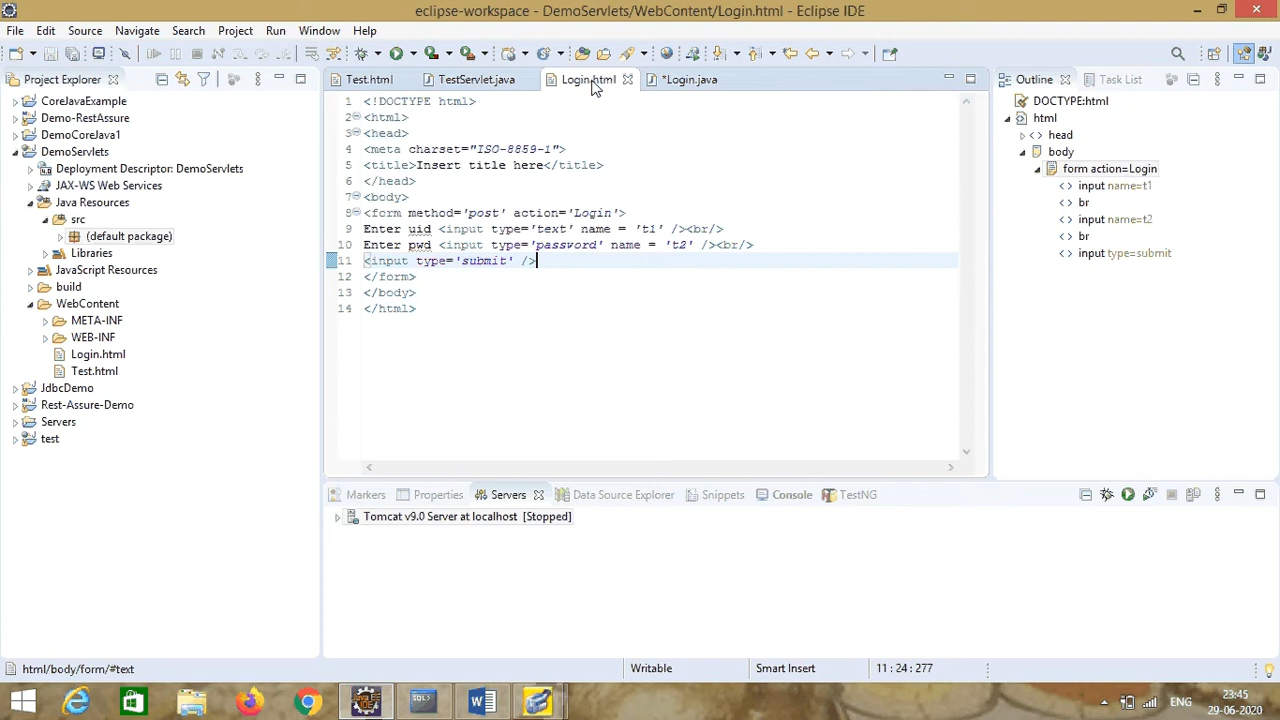 eclipse-workspace - DemoServlets/WebContent/Login.html - Eclipse IDE
File Edit Source Navigate Search Project Run Window Help
Project Explorer
CoreJavaExample
Demo-RestAssure
DemoCoreJava1
DemoServlets
Deployment Descriptor: DemoServlets
JAX-WS Web Services
Java Resources
src
(default package)
Libraries
JavaScript Resources
build
WebContent
META-INF
WEB-INF
Login.html
Test.html
JdbcDemo
Rest-Assure-Demo
Servers
test
Test.html TestServlet.java Login.html *Login.java
1 <!DOCTYPE html>
2 <html>
3 <head>
4 <meta charset="ISO-8859-1">
5 <title>Insert title here</title>
6 </head>
7 <body>
8 <form method='post' action='Login'>
9 Enter uid <input type='text' name = 't1' /><br/>
10 Enter pwd <input type='password' name = 't2' /><br/>
11 <input type='submit' />
12 </form>
13 </body>
14 </html>
Outline Task List
DOCTYPE:html
html
head
body
form action=Login
input name=t1
br
input name=t2
br
input type=submit
Markers Properties Servers Data Source Explorer Snippets Console TestNG
Tomcat v9.0 Server at localhost [Stopped]
html/body/form/#text Writable Smart Insert 11 : 24 : 277
ENG
23:45
29-06-2020